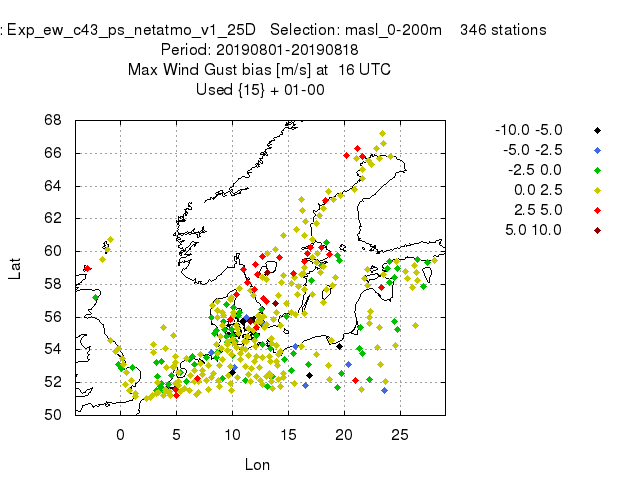 : Exp_ew_c43_ps_netatmo_v1_25D Selection: masl_0-200m 346 stations
Period: 20190801-20190818
Max Wind Gust bias [m/s] at 16 UTC
Used {15} + 01-00
68
66
64
62
60
58
56
54
52
50
Lat
0 5 10 15 20 25
Lon
-10.0 -5.0
-5.0 -2.5
-2.5 0.0
0.0 2.5
2.5 5.0
5.0 10.0